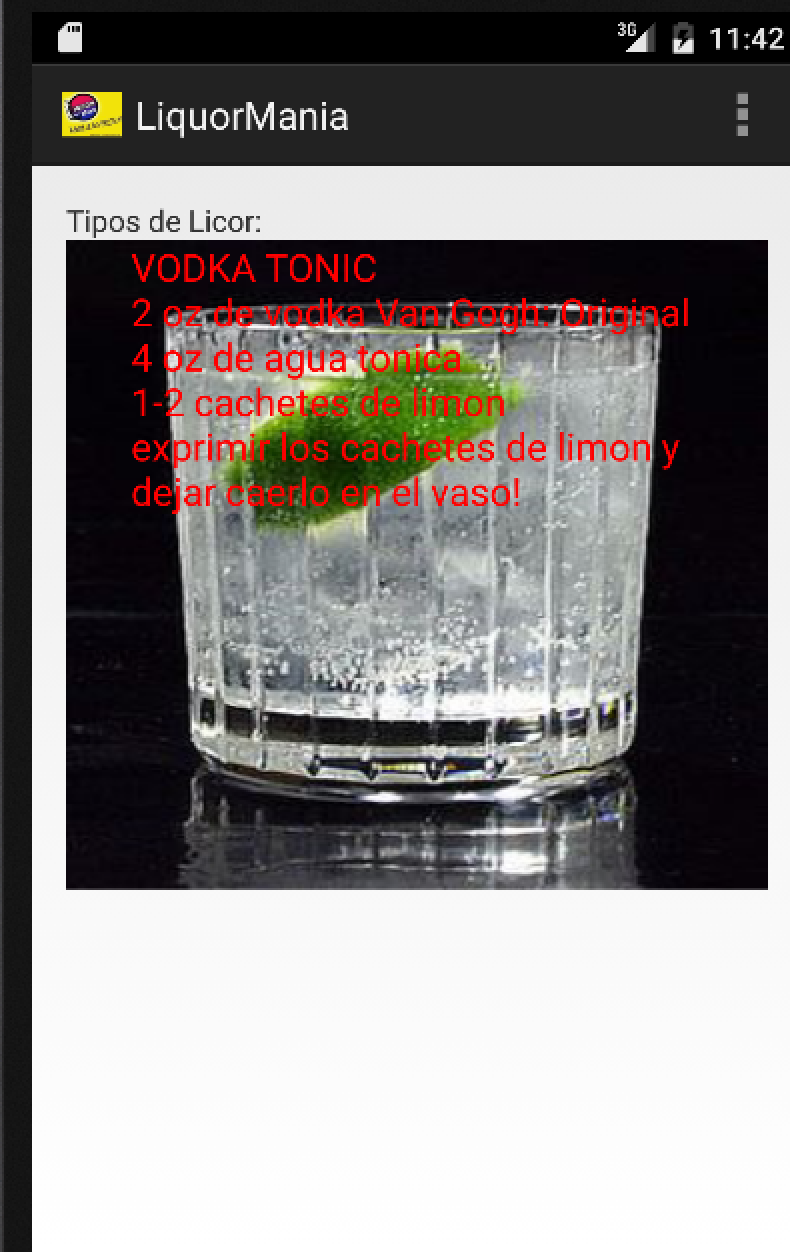 3G 11:42
LiquorMania
Tipos de Licor:
VODKA TONIC
2 oz de vodka Van Gogh: Original
4 oz de agua tonica
1-2 cachetes de limon
exprimir los cachetes de limon y
dejar caerlo en el vaso!